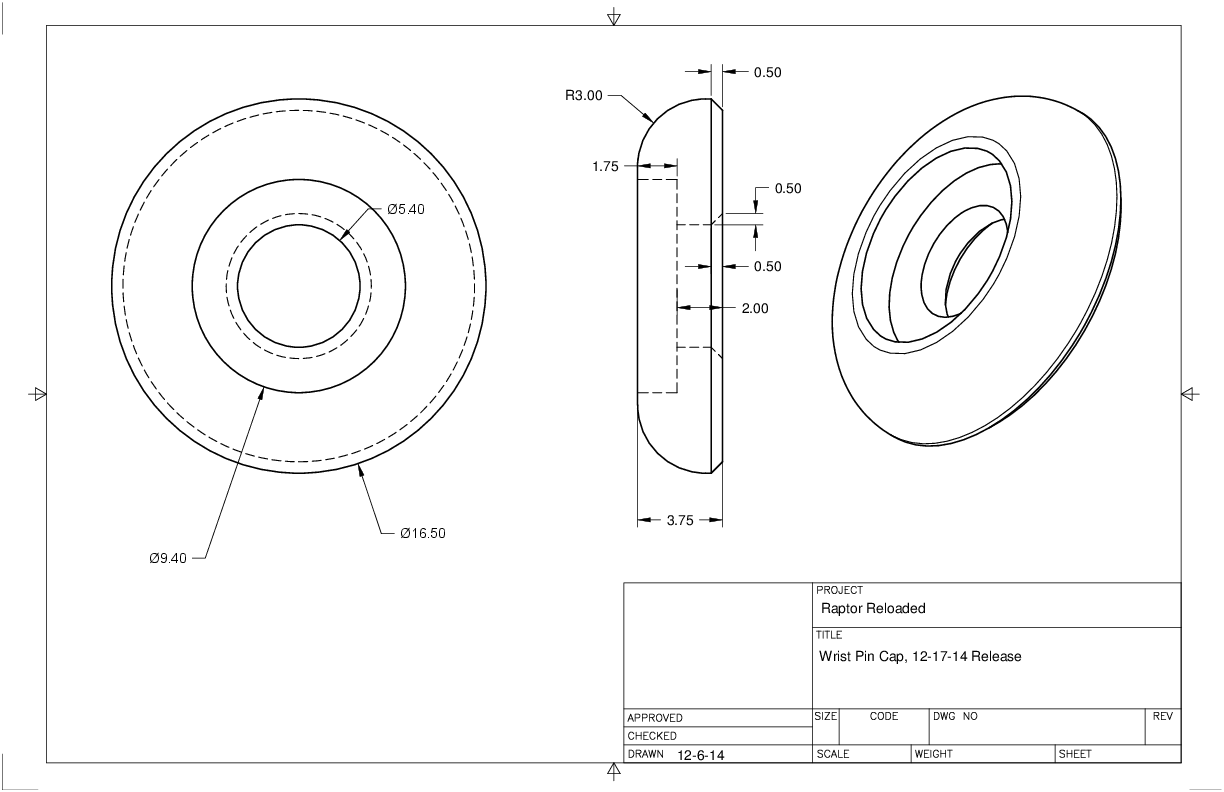 0.50
R3.00
1.75
0.50
Ø5.40
0.50
2.00
3.75
Ø16.50
Ø9.40
PROJECT
Raptor Reloaded
TITLE
Wrist Pin Cap, 12-17-14 Release
APPROVED
SIZE CODE DWG NO REV
CHECKED
DRAWN 12-6-14
SCALE WEIGHT SHEET